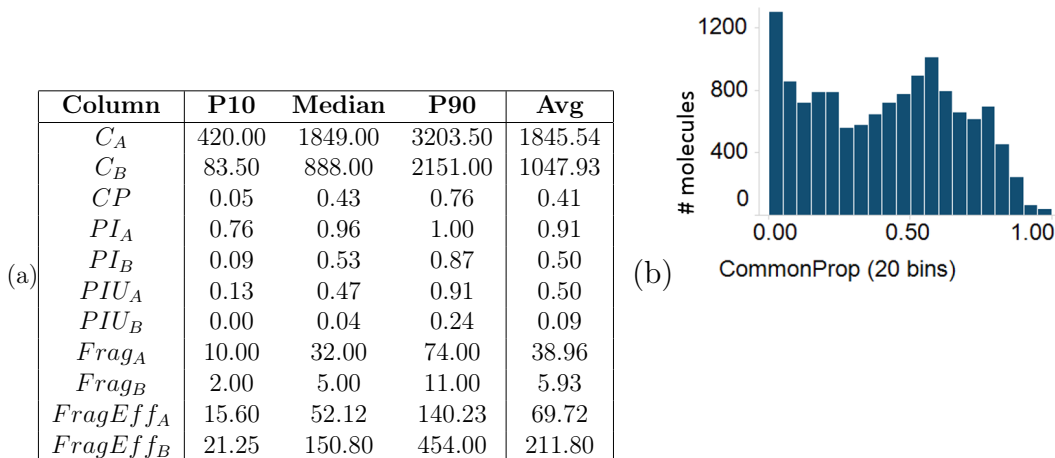 (a)
Column P10 Median P90 Avg
C_A 420.00 1849.00 3203.50 1845.54
C_B 83.50 888.00 2151.00 1047.93
CP 0.05 0.43 0.76 0.41
PI_A 0.76 0.96 1.00 0.91
PI_B 0.09 0.53 0.87 0.50
PIU_A 0.13 0.47 0.91 0.50
PIU_B 0.00 0.04 0.24 0.09
Frag_A 10.00 32.00 74.00 38.96
Frag_B 2.00 5.00 11.00 5.93
FragEff_A 15.60 52.12 140.23 69.72
FragEff_B 21.25 150.80 454.00 211.80
(b)
# molecules
1200
800
400
0
0.00 0.50 1.00
CommonProp (20 bins)